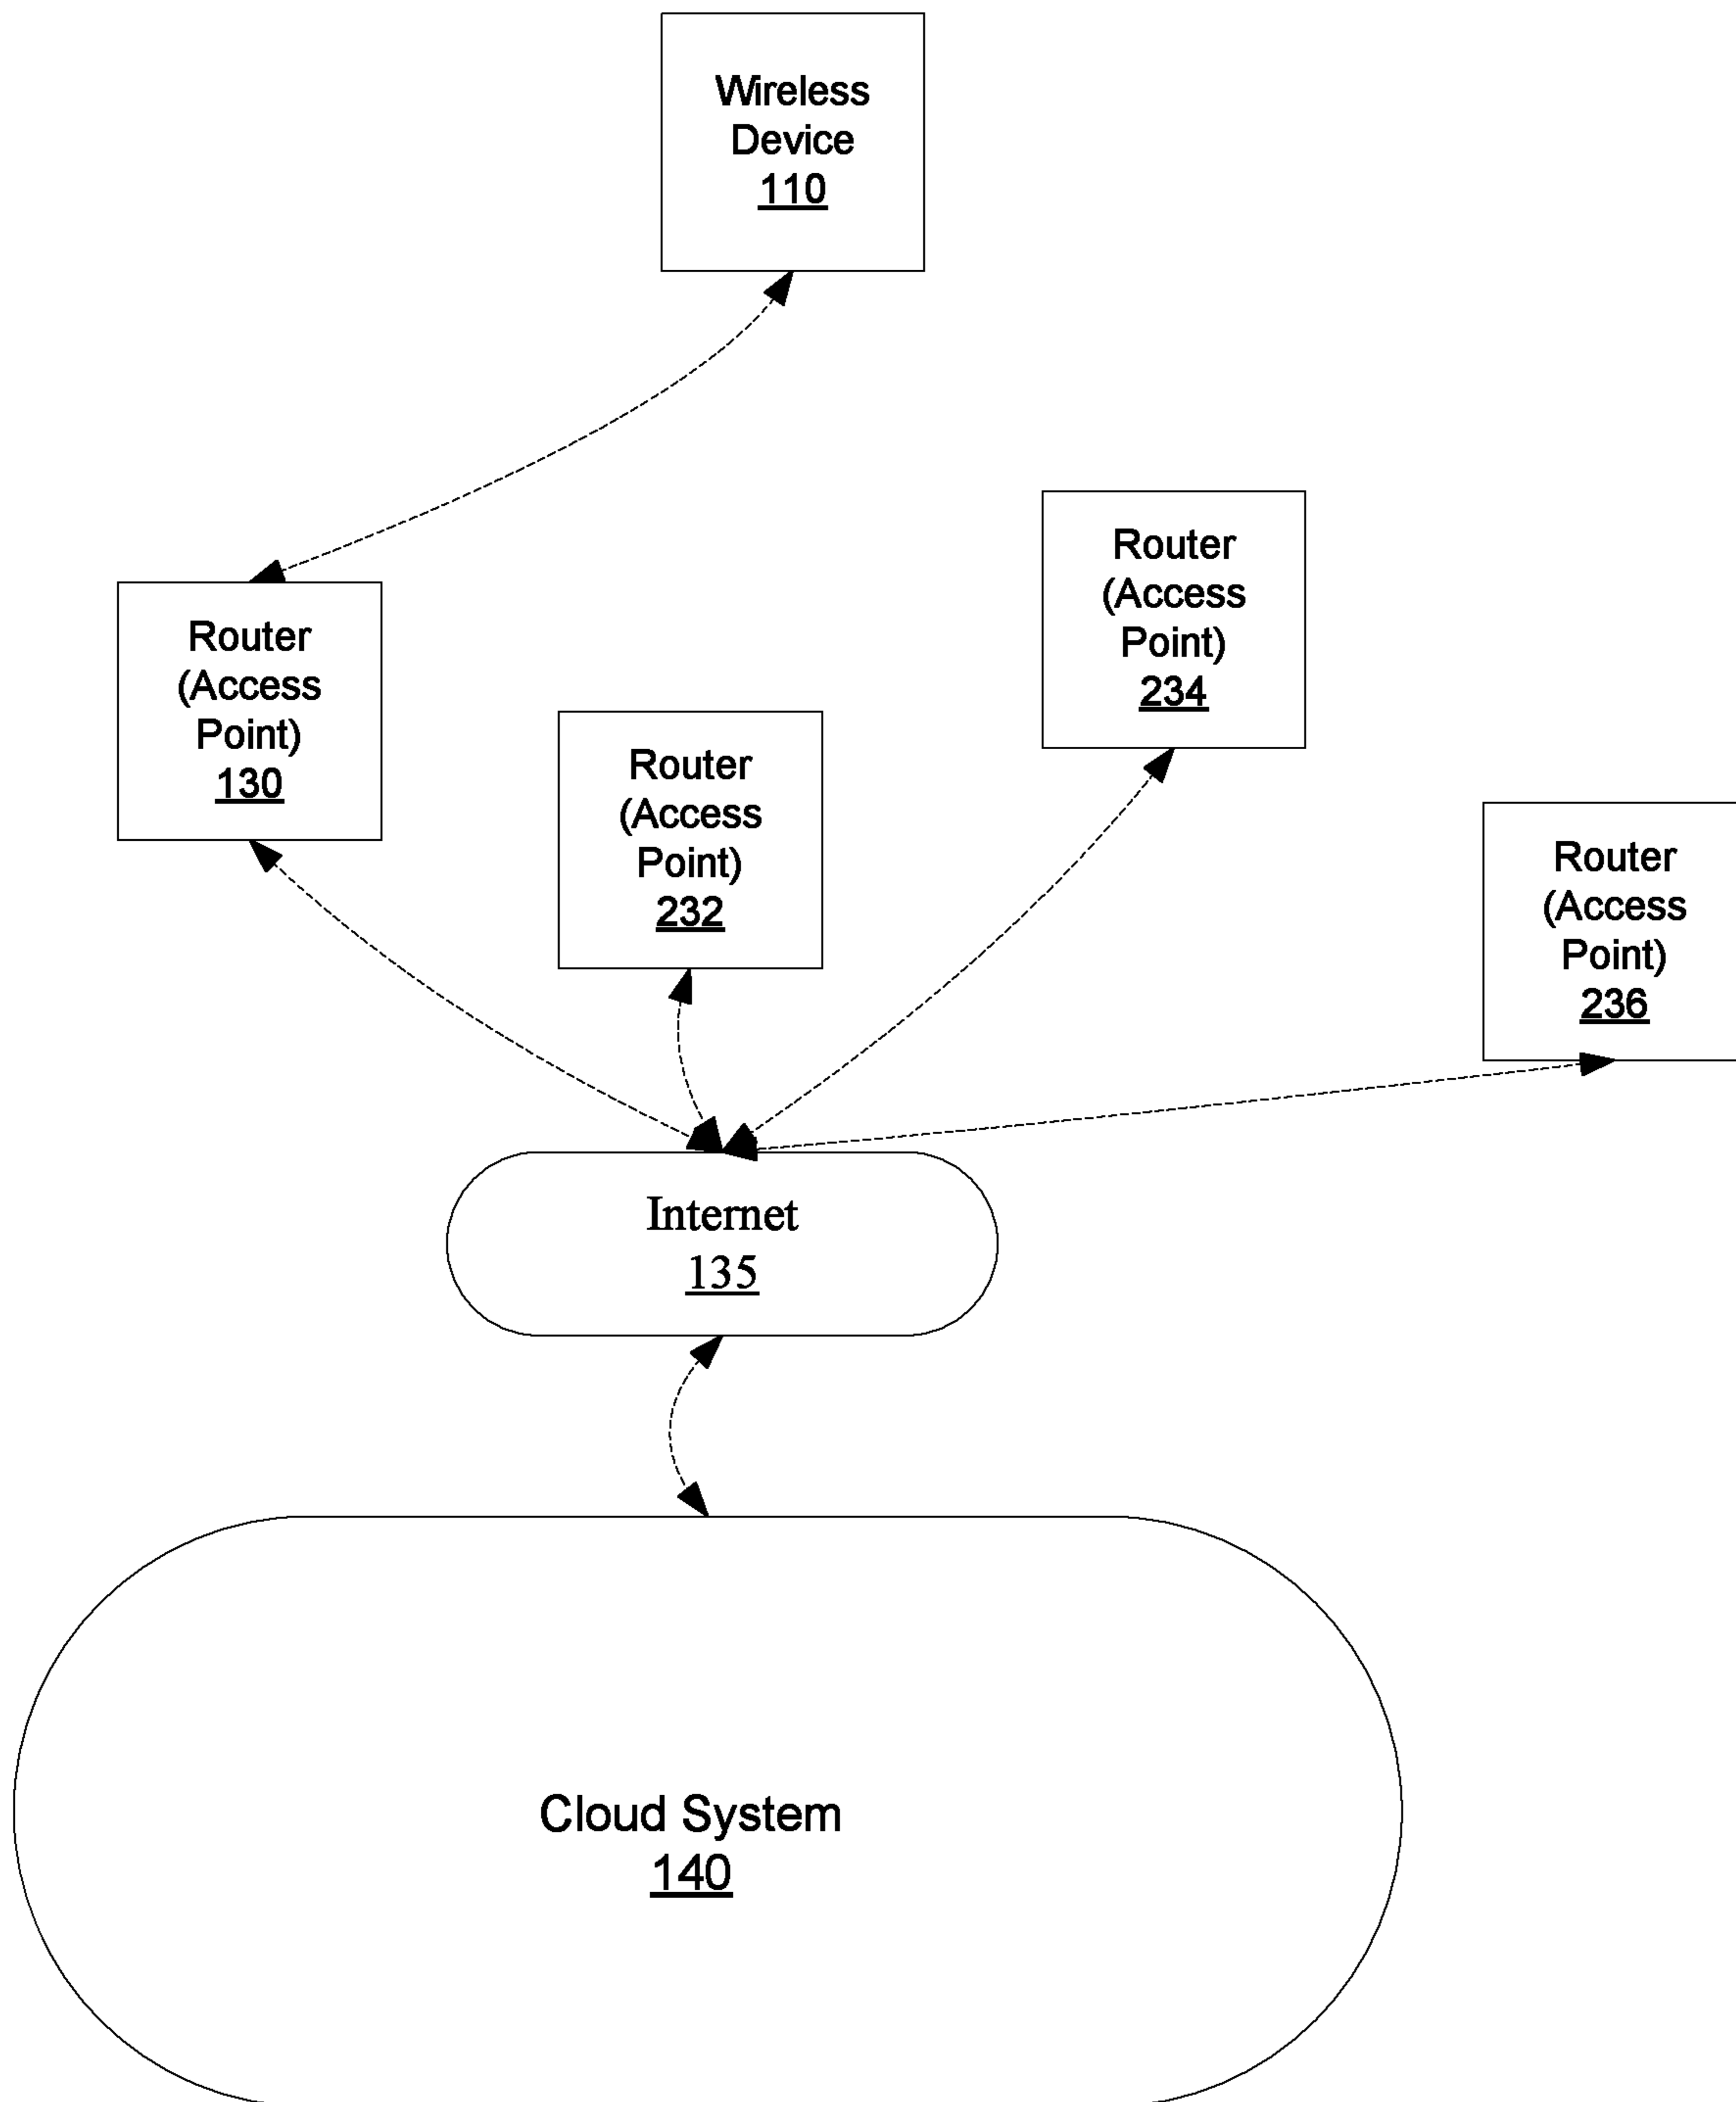 Wireless
Device
110
Router
(Access
Point)
234
Router
(Access
Point)
130
Router
(Access
Point)
232
Router
(Access
Point)
236
Internet
135
Cloud System
140